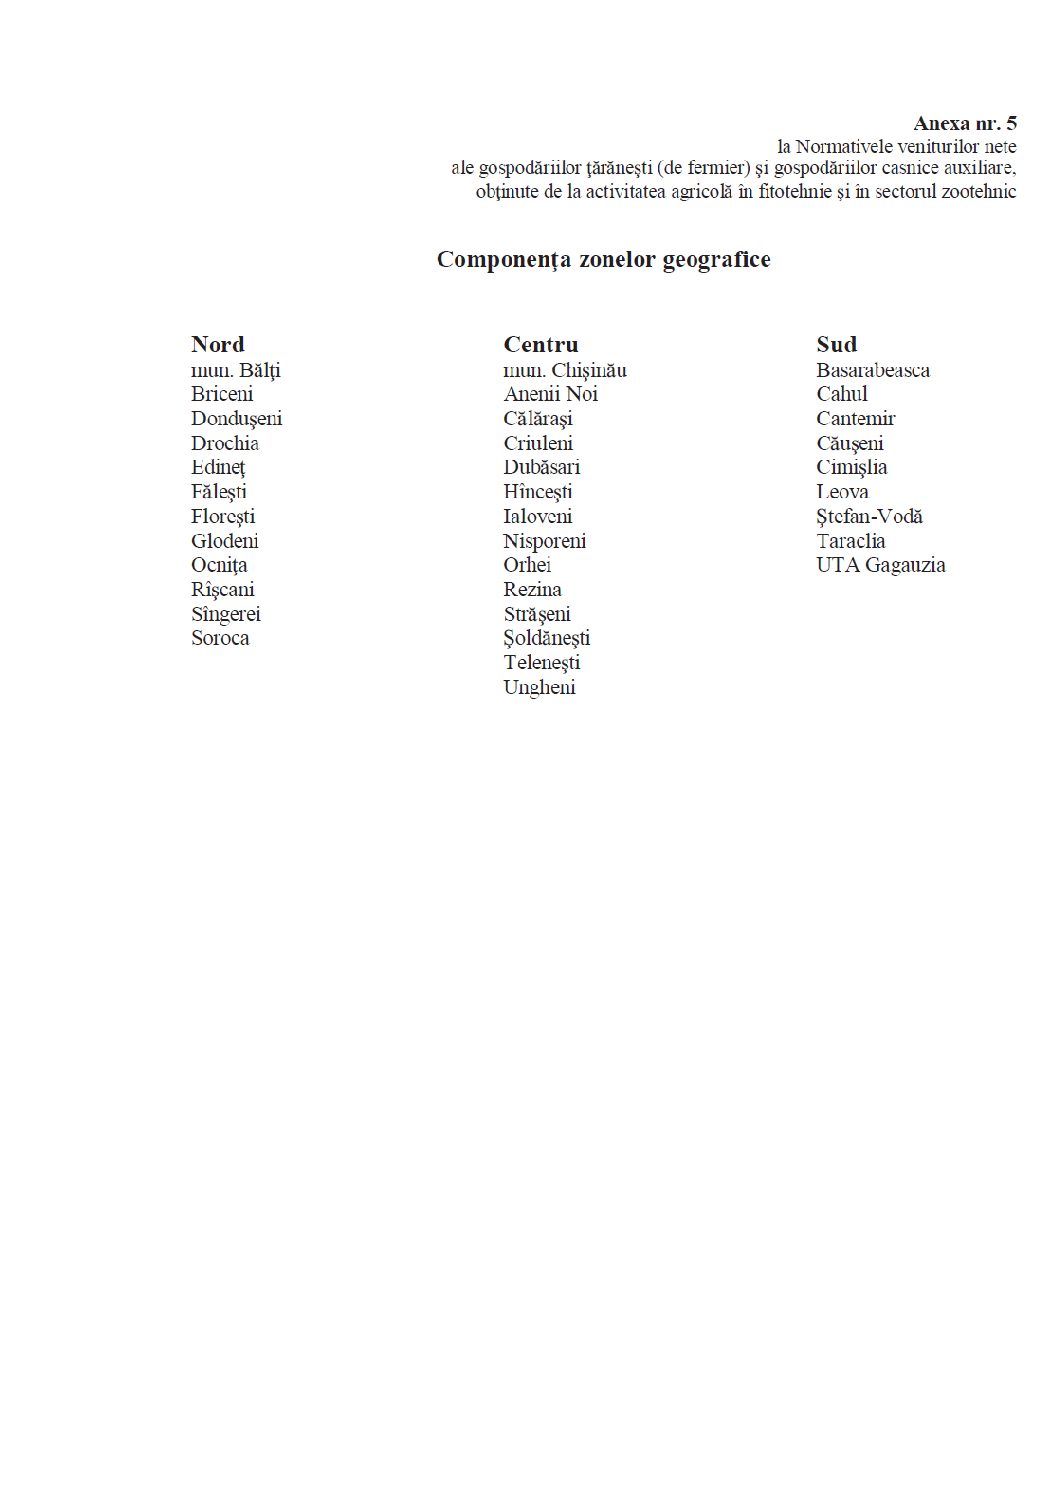 Anexa nr. 5
la Normativele veniturilor nete
ale gospodăriilor ţărăneşti (de fermier) şi gospodăriilor casnice auxiliare,
obţinute de la activitatea agricolă în fitotehnie şi în sectorul zootehnic
Componenţa zonelor geografice
Nord
mun. Bălţi
Briceni
Donduşeni
Drochia
Edineţ
Făleşti
Floreşti
Glodeni
Ocniţa
Rîşcani
Sîngerei
Soroca
Centru
mun. Chişinău
Anenii Noi
Călăraşi
Criuleni
Dubăsari
Hînceşti
Ialoveni
Nisporeni
Orhei
Rezina
Străşeni
Şoldăneşti
Teleneşti
Ungheni
Sud
Basarabeasca
Cahul
Cantemir
Căuşeni
Cimişlia
Leova
Ştefan-Vodă
Taraclia
UTA Gagauzia